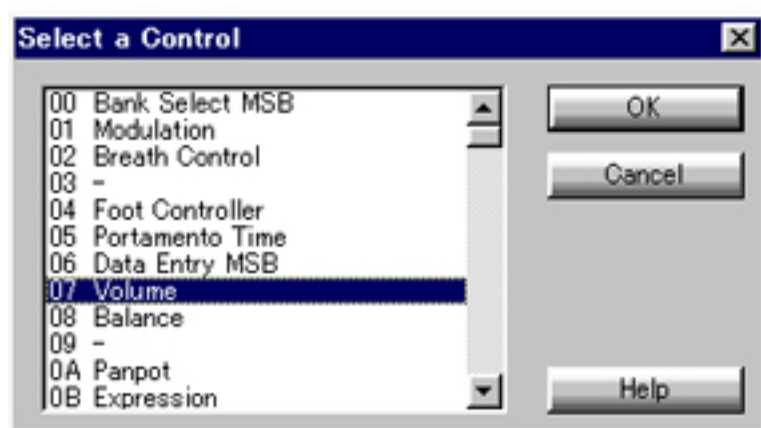 Select a Control
00 Bank Select MSB
01 Modulation
02 Breath Control
03 -
04 Foot Controller
05 Portamento Time
06 Data Entry MSB
07 Volume
08 Balance
09 -
0A Panpot
0B Expression
OK
Cancel
Help